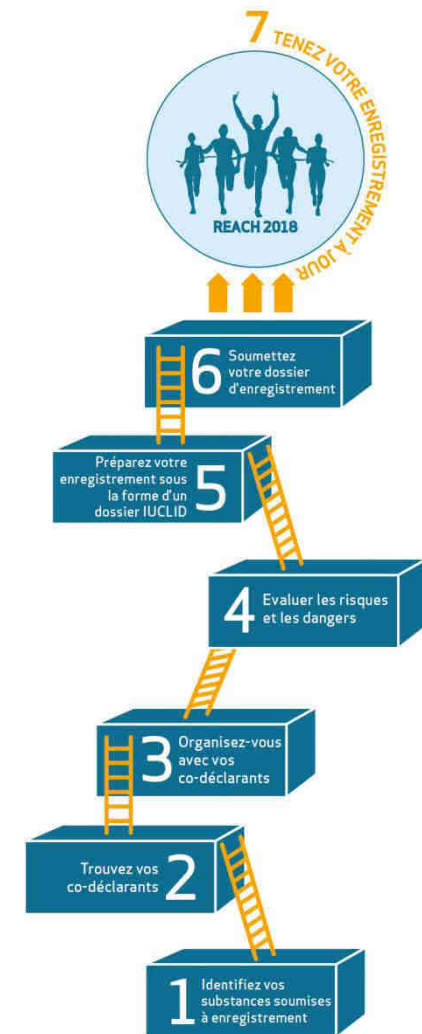 7 TENEZ VOTRE ENREGISTREMENT À JOUR
REACH 2018
6 Soumettez
votre dossier
d'enregistrement
Préparez votre
enregistrement sous
la forme d'un
dossier IUCLID
5
4 Evaluer les risques
et les dangers
3 Organisez-vous
avec vos
co-déclarants
Trouvez vos
co-déclarants
2
1 Identifiez vos
substances soumises
à enregistrement